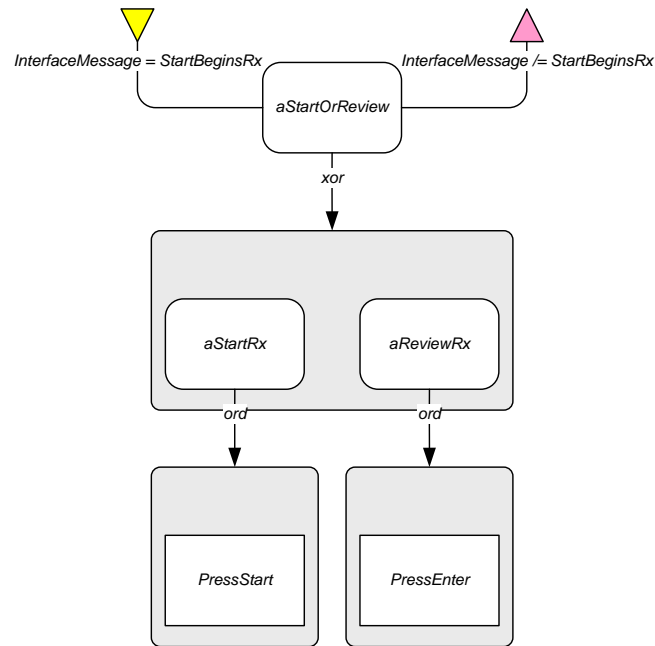 InterfaceMessage = StartBeginsRx
InterfaceMessage /= StartBeginsRx
aStartOrReview
xor
aStartRx
aReviewRx
ord
ord
PressStart
PressEnter